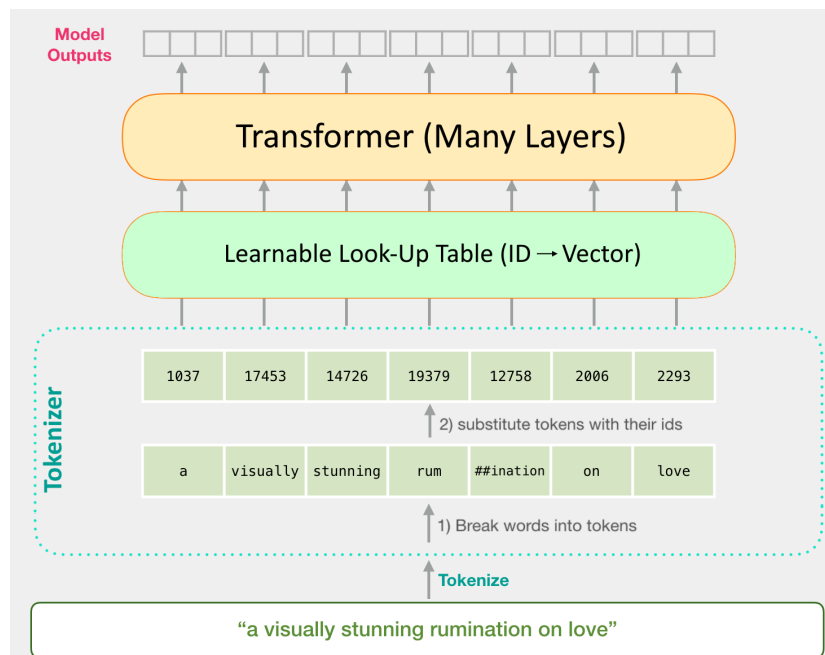 Model
Outputs
Transformer (Many Layers)
Learnable Look-Up Table (ID → Vector)
Tokenizer
1037 17453 14726 19379 12758 2006 2293
2) substitute tokens with their ids
a visually stunning rum ##ination on love
1) Break words into tokens
Tokenize
“a visually stunning rumination on love”